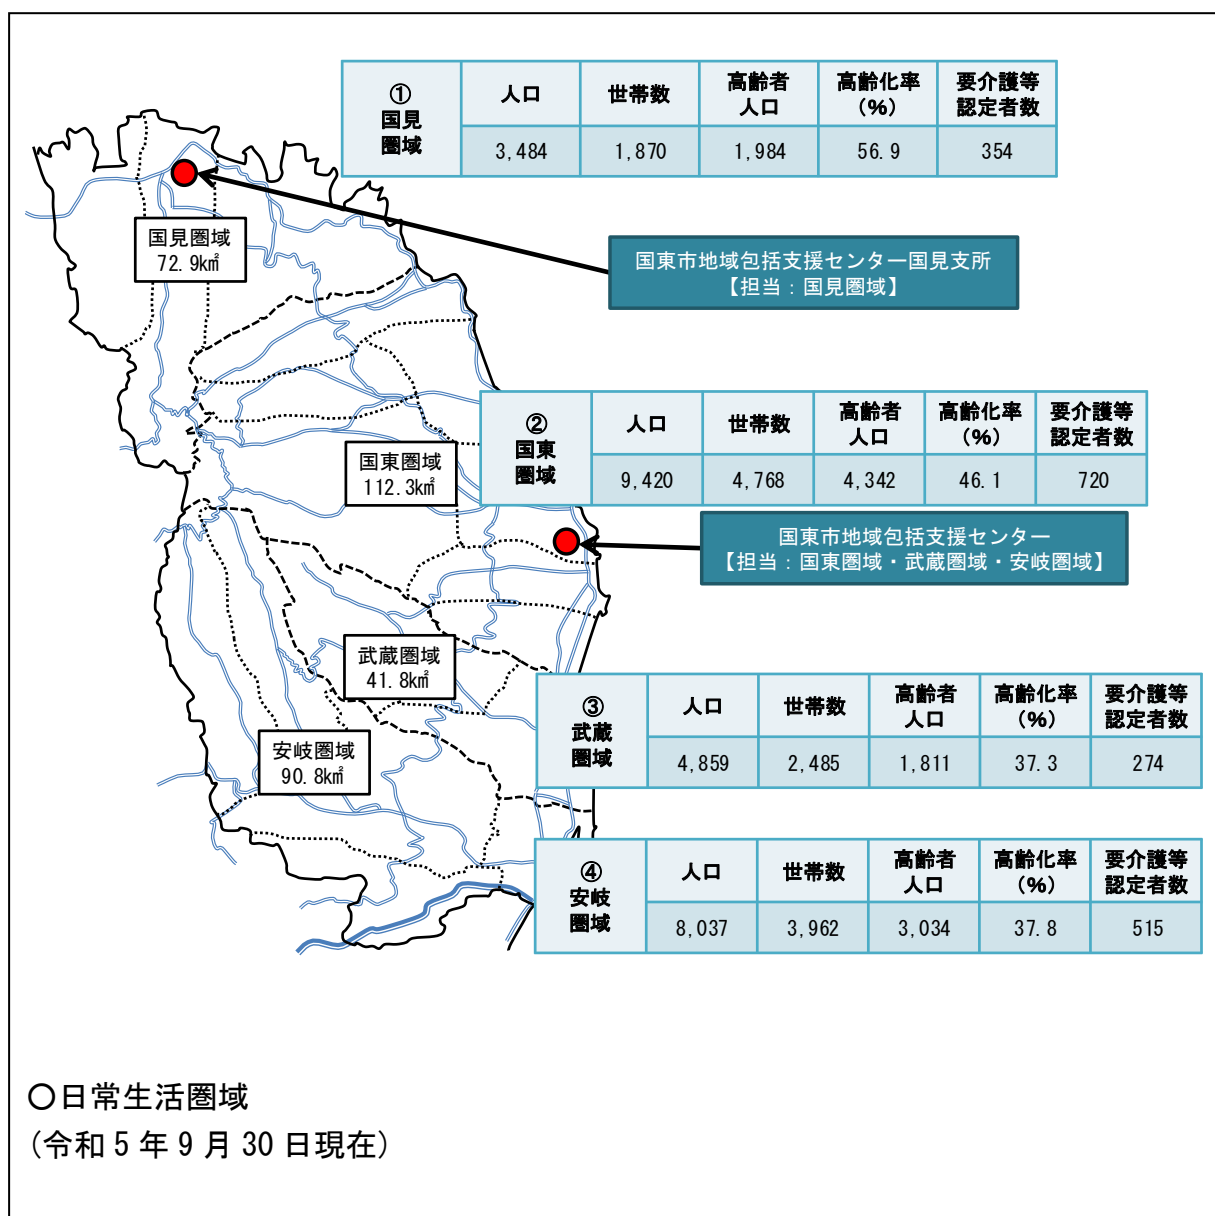 ①
国見
圏域
人口 世帯数 高齢者人口 高齢化率(%) 要介護等認定者数
3,484 1,870 1,984 56.9 354
国見圏域
72.9㎢
国東市地域包括支援センター国見支所
【担当：国見圏域】
②
国東
圏域
人口 世帯数 高齢者人口 高齢化率(%) 要介護等認定者数
9,420 4,768 4,342 46.1 720
国東圏域
112.3㎢
国東市地域包括支援センター
【担当：国東圏域・武蔵圏域・安岐圏域】
武蔵圏域
41.8㎢
③
武蔵
圏域
人口 世帯数 高齢者人口 高齢化率(%) 要介護等認定者数
4,859 2,485 1,811 37.3 274
安岐圏域
90.8㎢
④
安岐
圏域
人口 世帯数 高齢者人口 高齢化率(%) 要介護等認定者数
8,037 3,962 3,034 37.8 515
○日常生活圏域
(令和5年9月30日現在)